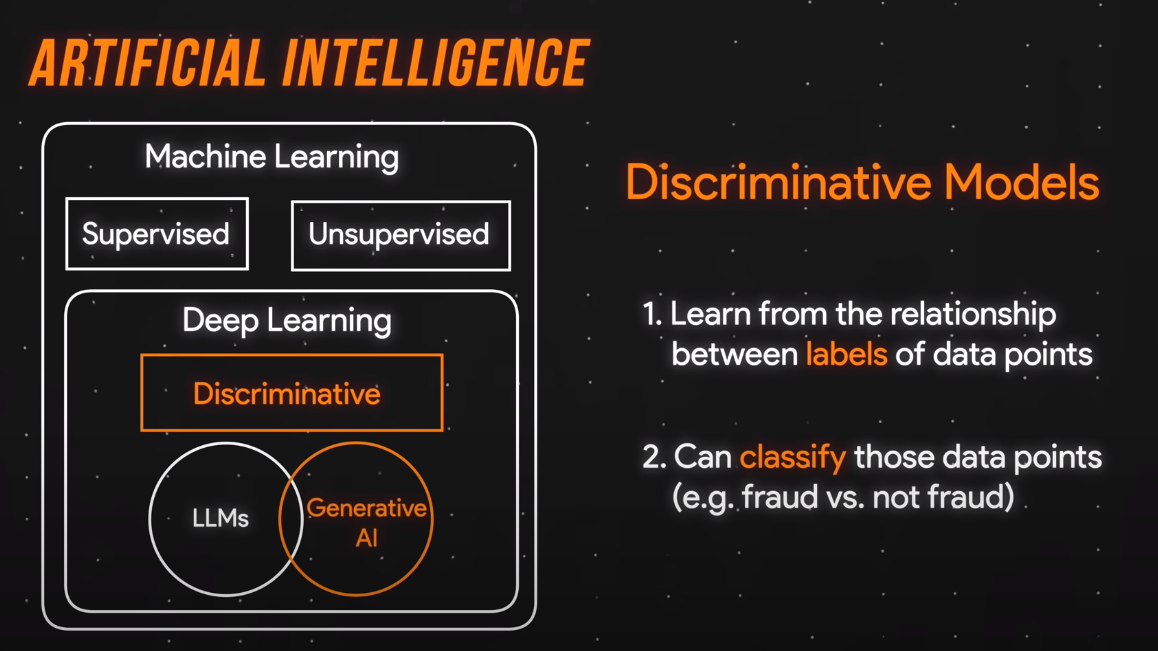 ARTIFICIAL INTELLIGENCE
Machine Learning
Supervised
Unsupervised
Deep Learning
Discriminative
LLMs
Generative
AI
Discriminative Models
1. Learn from the relationship
between labels of data points
2. Can classify those data points
(e.g. fraud vs. not fraud)